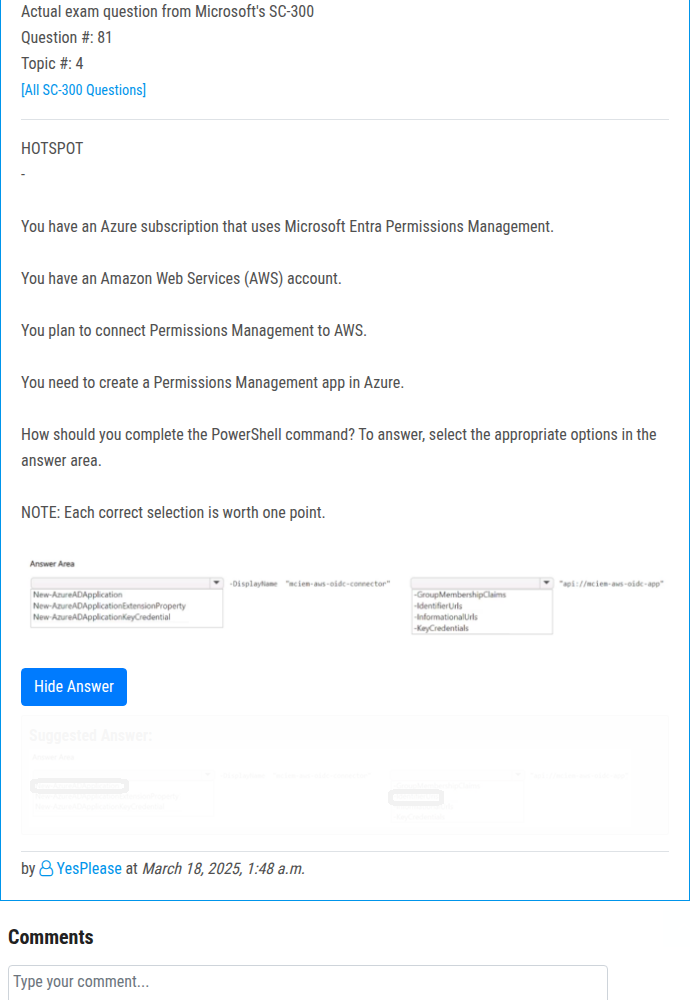 Actual exam question from Microsoft's SC-300
Question #: 81
Topic #: 4
[All SC-300 Questions]
HOTSPOT
-
You have an Azure subscription that uses Microsoft Entra Permissions Management.
You have an Amazon Web Services (AWS) account.
You plan to connect Permissions Management to AWS.
You need to create a Permissions Management app in Azure.
How should you complete the PowerShell command? To answer, select the appropriate options in the
answer area.
NOTE: Each correct selection is worth one point.
Answer Area
-DisplayName "mciem-aws-oidc-connector" "api://mciem-aws-oidc-app"
New-AzureADApplication
New-AzureADApplicationExtensionProperty
New-AzureADApplicationKeyCredential
-GroupMembershipClaims
-IdentifierUrls
-InformationalUrls
-KeyCredentials
Hide Answer
Suggested Answer:
Answer Area
by YesPlease at March 18, 2025, 1:48 a.m.
Comments
Type your comment...